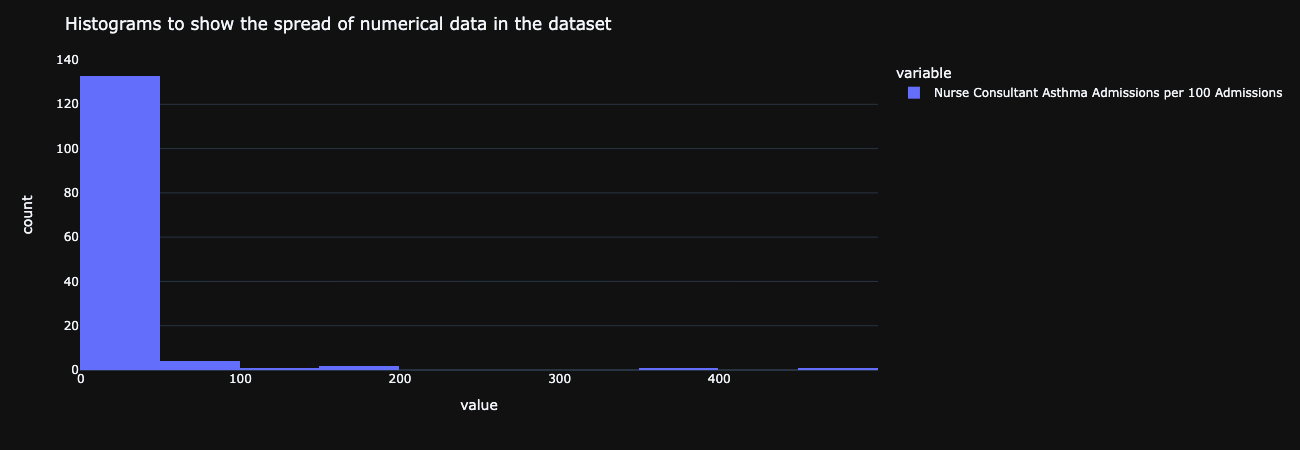 Histograms to show the spread of numerical data in the dataset
variable
Nurse Consultant Asthma Admissions per 100 Admissions
count
140
120
100
80
60
40
20
0
0 100 200 300 400
value